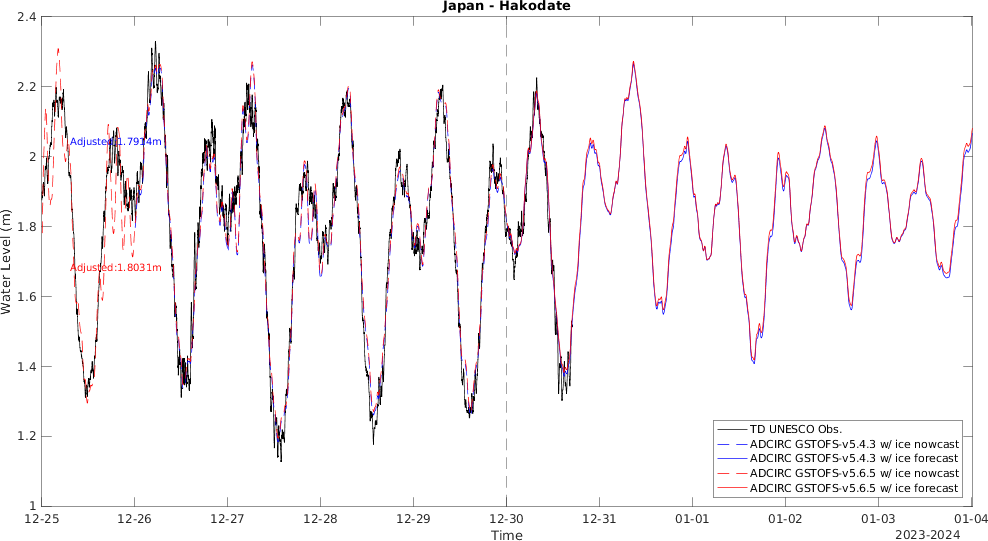 Japan - Hakodate
2.4
2.2
2
1.8
1.6
1.4
1.2
1
Water Level (m)
Adjusted:1.7914m
Adjusted:1.8031m
TD UNESCO Obs.
ADCIRC GSTOFS-v5.4.3 w/ ice nowcast
ADCIRC GSTOFS-v5.4.3 w/ ice forecast
ADCIRC GSTOFS-v5.6.5 w/ ice nowcast
ADCIRC GSTOFS-v5.6.5 w/ ice forecast
12-25 12-26 12-27 12-28 12-29 12-30 12-31 01-01 01-02 01-03 01-04
Time
2023-2024